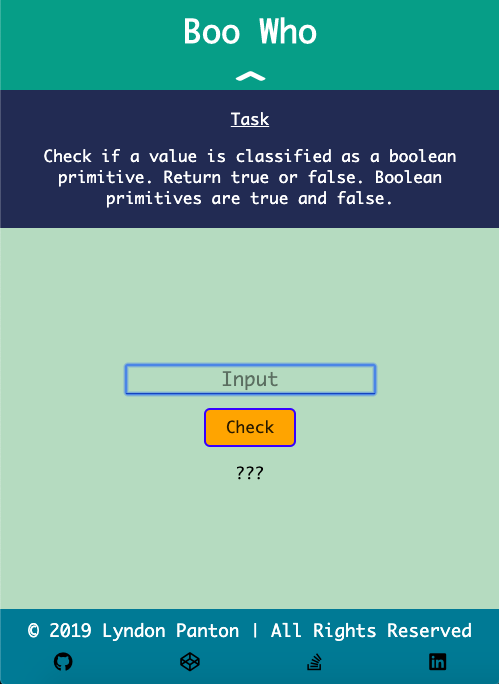 Boo Who
Task
Check if a value is classified as a boolean
primitive. Return true or false. Boolean
primitives are true and false.
Input
Check
???
© 2019 Lyndon Panton | All Rights Reserved